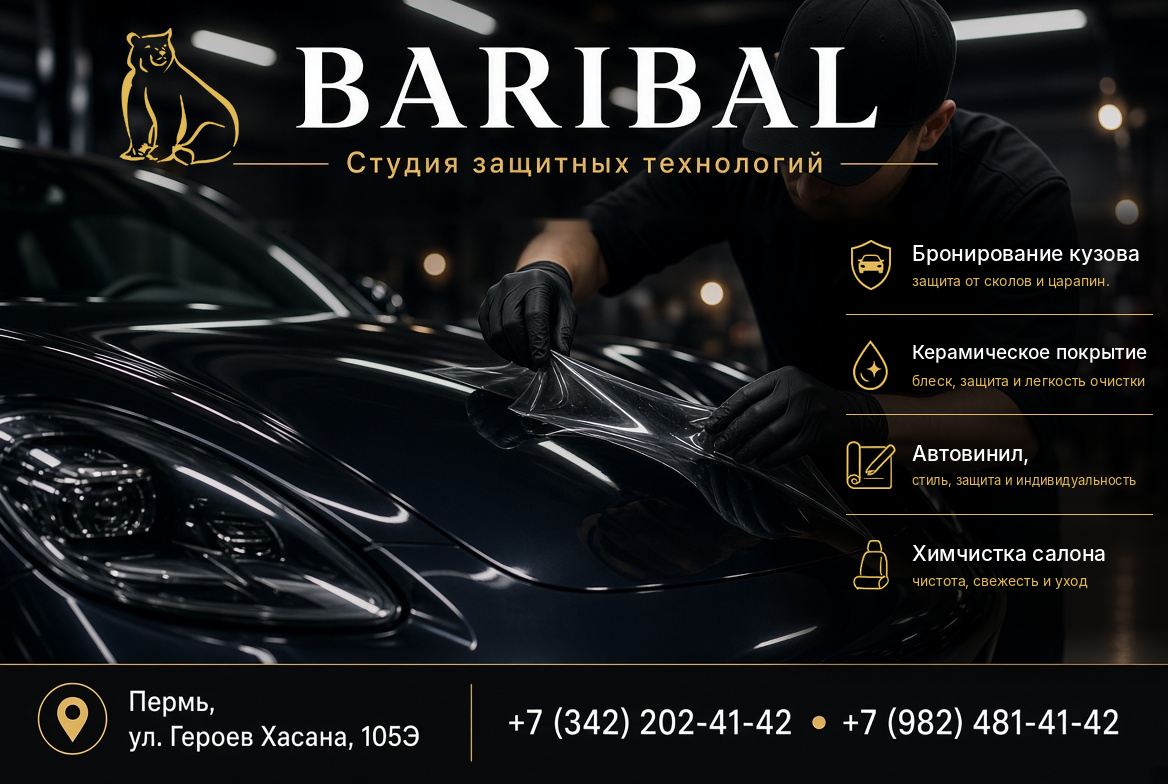 BARIBAL
Студия защитных технологий
Бронирование кузова
защита от сколов и царапин.
Керамическое покрытие
блеск, защита и легкость очистки
Автовинил,
стиль, защита и индивидуальность
Химчистка салона
чистота, свежесть и уход
Пермь,
ул. Героев Хасана, 105Э
+7 (342) 202-41-42 • +7 (982) 481-41-42